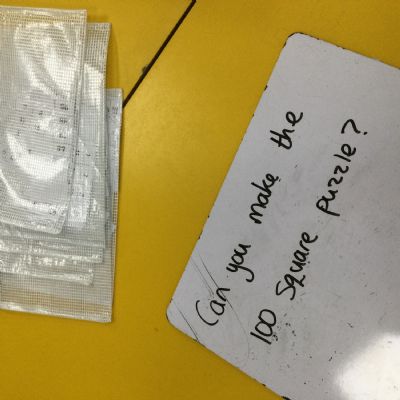 Can you make the
100 Square puzzle?